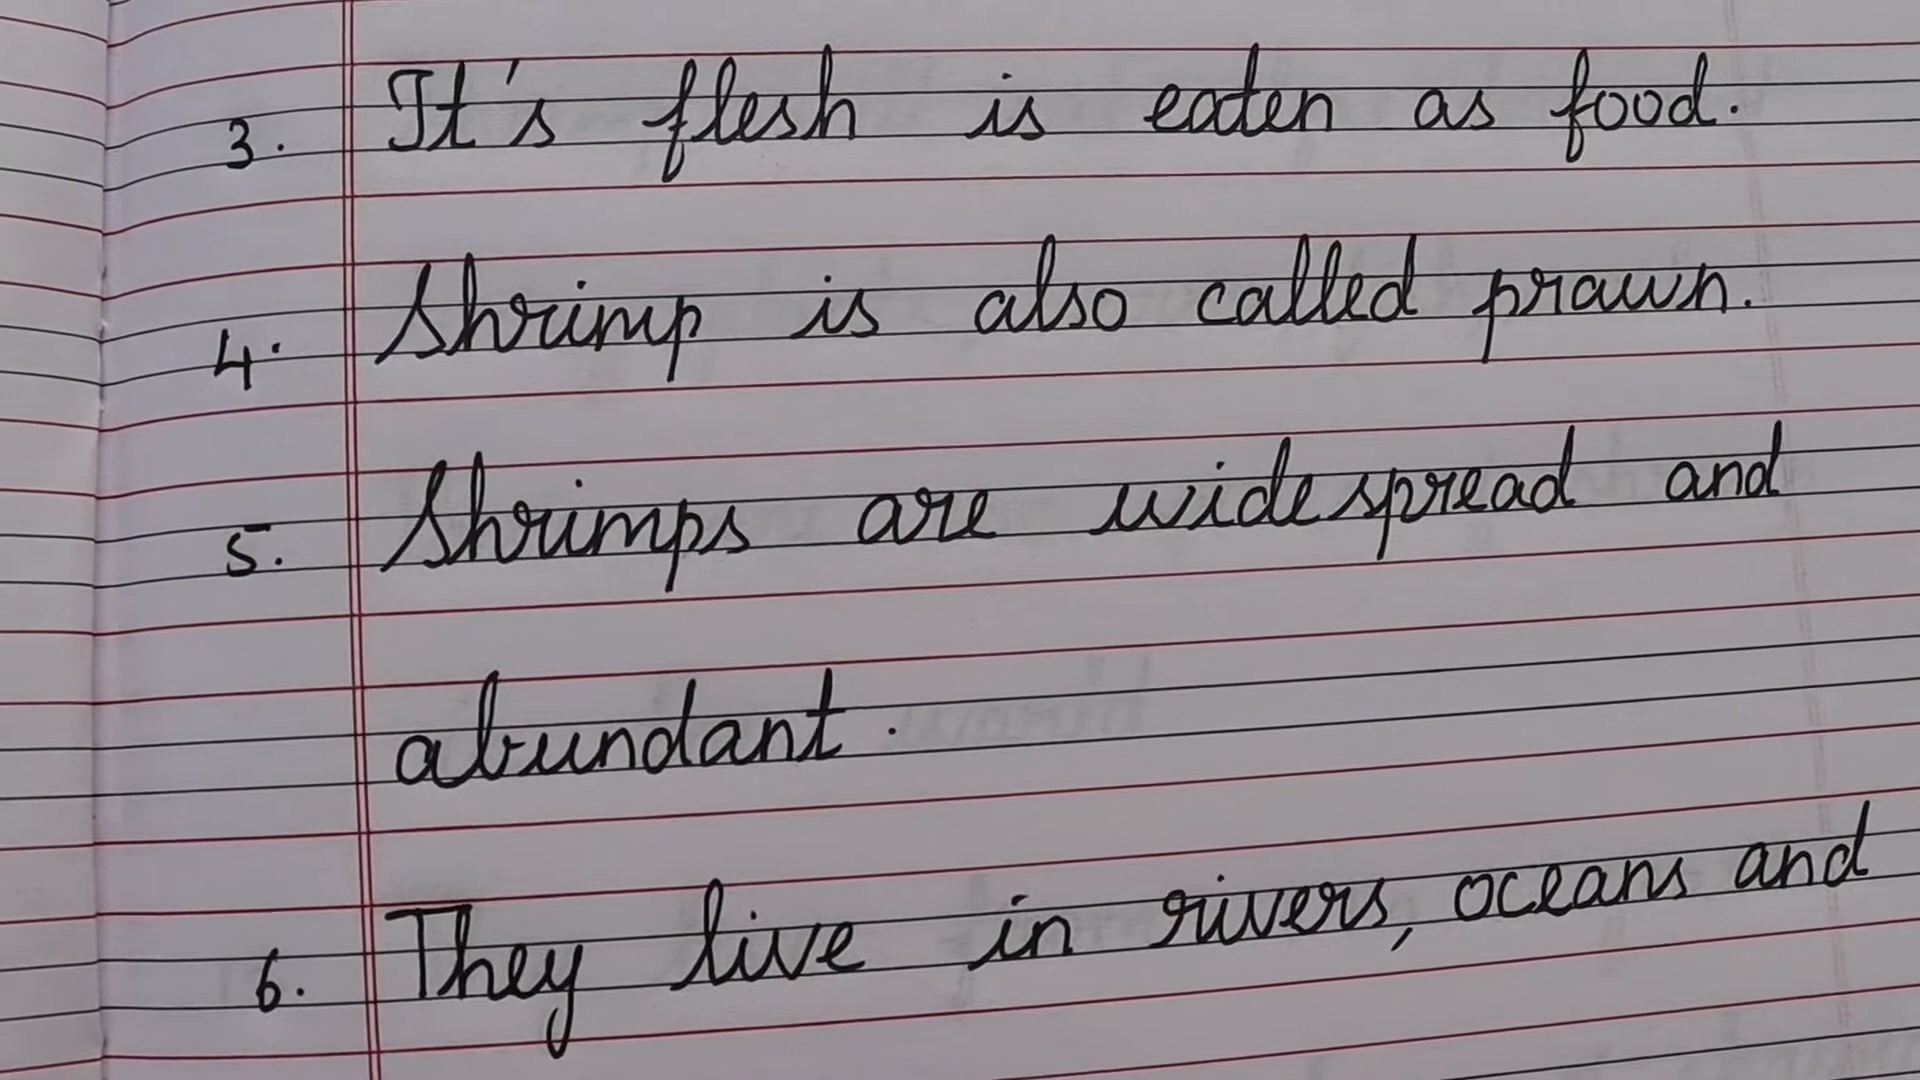 3. It's flesh is eaten as food.
4. Shrimp is also called prawn.
5. Shrimps are widespread and
abundant.
6. They live in rivers, oceans and